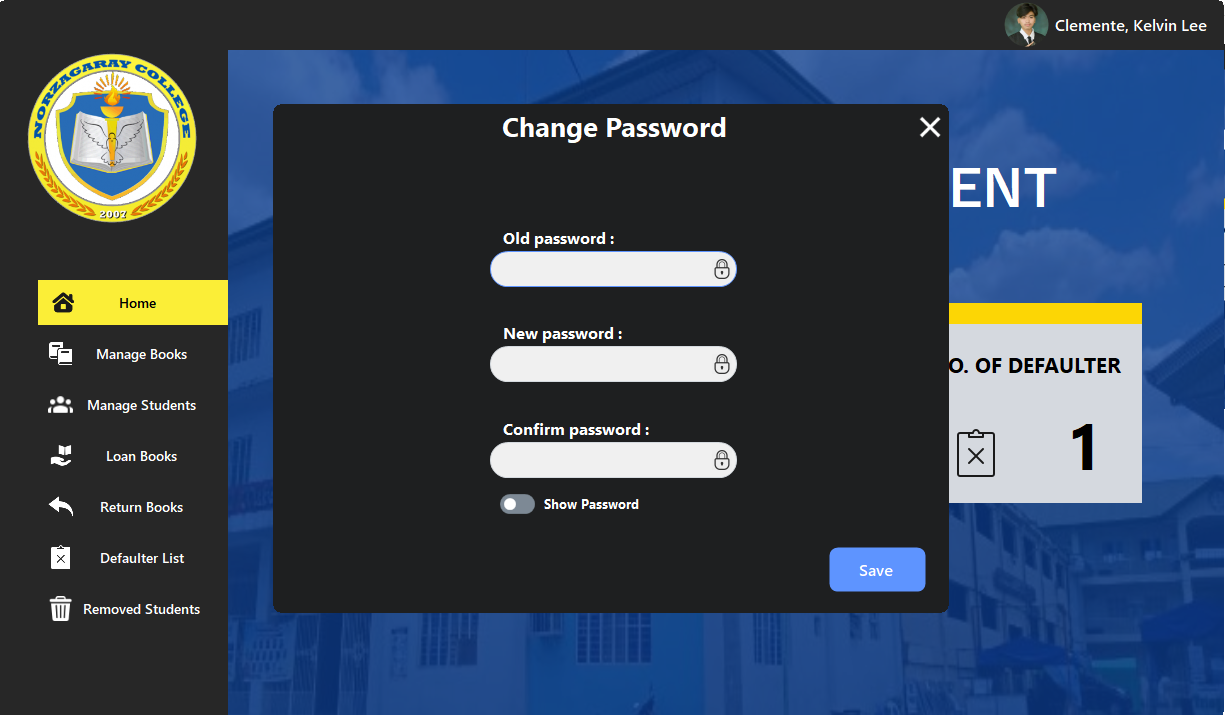 Clemente, Kelvin Lee
NORZAGARAY COLLEGE
2007
Home
Manage Books
Manage Students
Loan Books
Return Books
Defaulter List
Removed Students
Change Password
Old password :
New password :
Confirm password :
Show Password
Save
ENT
O. OF DEFAULTER
1